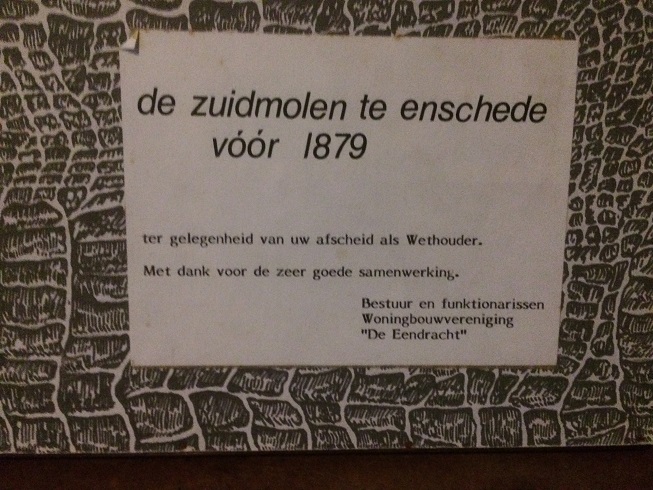 de zuidmolen te enschede
vóór 1879
ter gelegenheid van uw afscheid als Wethouder.
Met dank voor de zeer goede samenwerking.
Bestuur en funktionarissen
Woningbouwvereniging
"De Eendracht"